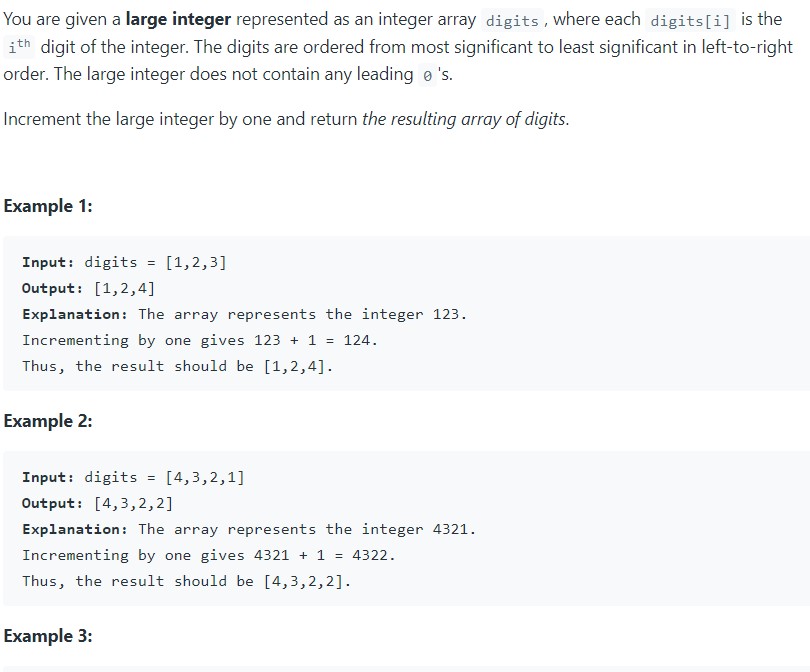 You are given a large integer represented as an integer array digits, where each digits[i] is the
ith digit of the integer. The digits are ordered from most significant to least significant in left-to-right
order. The large integer does not contain any leading 0's.
Increment the large integer by one and return the resulting array of digits.
Example 1:
Input: digits = [1,2,3]
Output: [1,2,4]
Explanation: The array represents the integer 123.
Incrementing by one gives 123 + 1 = 124.
Thus, the result should be [1,2,4].
Example 2:
Input: digits = [4,3,2,1]
Output: [4,3,2,2]
Explanation: The array represents the integer 4321.
Incrementing by one gives 4321 + 1 = 4322.
Thus, the result should be [4,3,2,2].
Example 3: